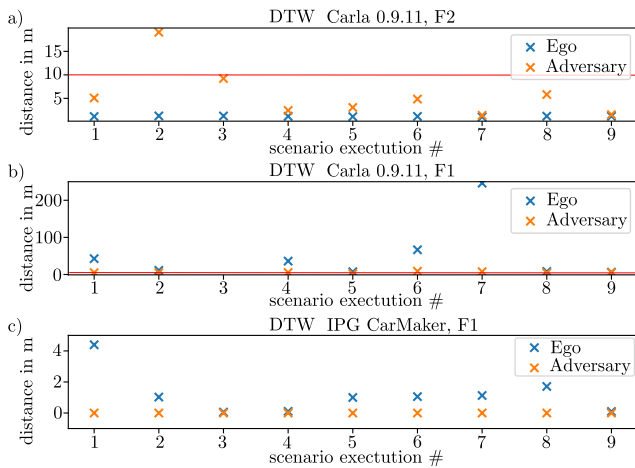 a)
DTW Carla 0.9.11, F2
distance in m
15
10
5
Ego
Adversary
1 2 3 4 5 6 7 8 9
scenario exectution #
b)
DTW Carla 0.9.11, F1
distance in m
200
100
0
Ego
Adversary
1 2 3 4 5 6 7 8 9
scenario exectution #
c)
DTW IPG CarMaker, F1
distance in m
4
2
0
Ego
Adversary
1 2 3 4 5 6 7 8 9
scenario exectution #